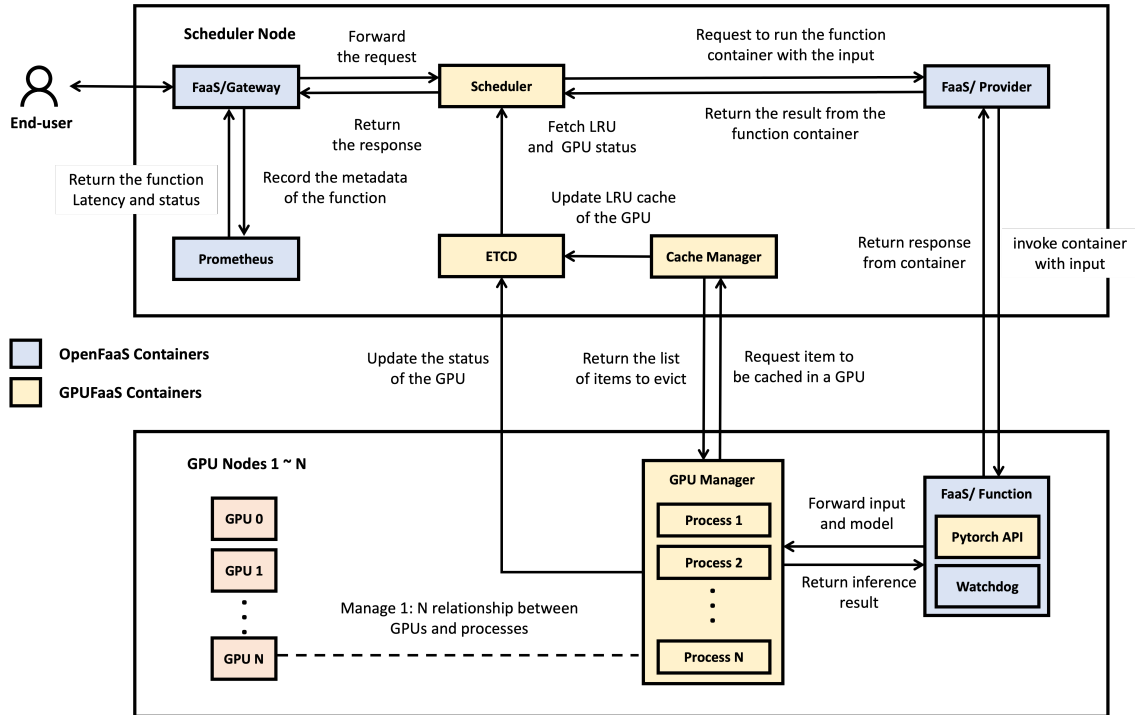 Scheduler Node
Forward
the request
Request to run the function
container with the input
FaaS/Gateway
Scheduler
FaaS/ Provider
End-user
Return
the response
Fetch LRU
and GPU status
Return the result from the
function container
Return the function
Latency and status
Record the metadata
of the function
Update LRU cache
of the GPU
Prometheus
ETCD
Cache Manager
Return response
from container
invoke container
with input
OpenFaaS Containers
GPUFaaS Containers
Update the status
of the GPU
Return the list
of items to evict
Request item to
be cached in a GPU
GPU Nodes 1 ~ N
GPU 0
GPU 1
GPU N
Manage 1: N relationship between
GPUs and processes
GPU Manager
Process 1
Process 2
Process N
Forward input
and model
Return inference
result
FaaS/ Function
Pytorch API
Watchdog